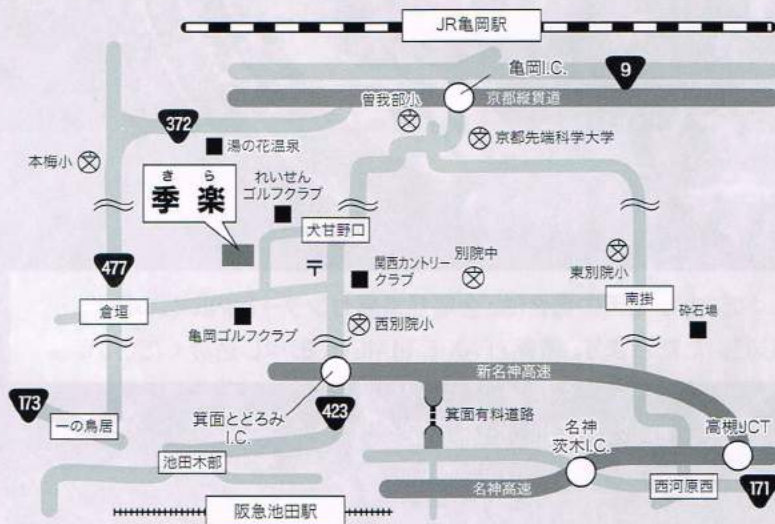 JR亀岡駅
亀岡I.C.
9
京都縦貫道
曽我部小
京都先端科学大学
372
湯の花温泉
本梅小
きら
季楽
れいせん
ゴルフクラブ
犬甘野口
〒
関西カントリー
クラブ
別院中
東別院小
477
倉垣
亀岡ゴルフクラブ
西別院小
南掛
砕石場
新名神高速
173
一の鳥居
箕面とどろみ
I.C.
423
箕面有料道路
名神
茨木I.C.
高槻JCT
池田木部
名神高速
西河原西
171
阪急池田駅